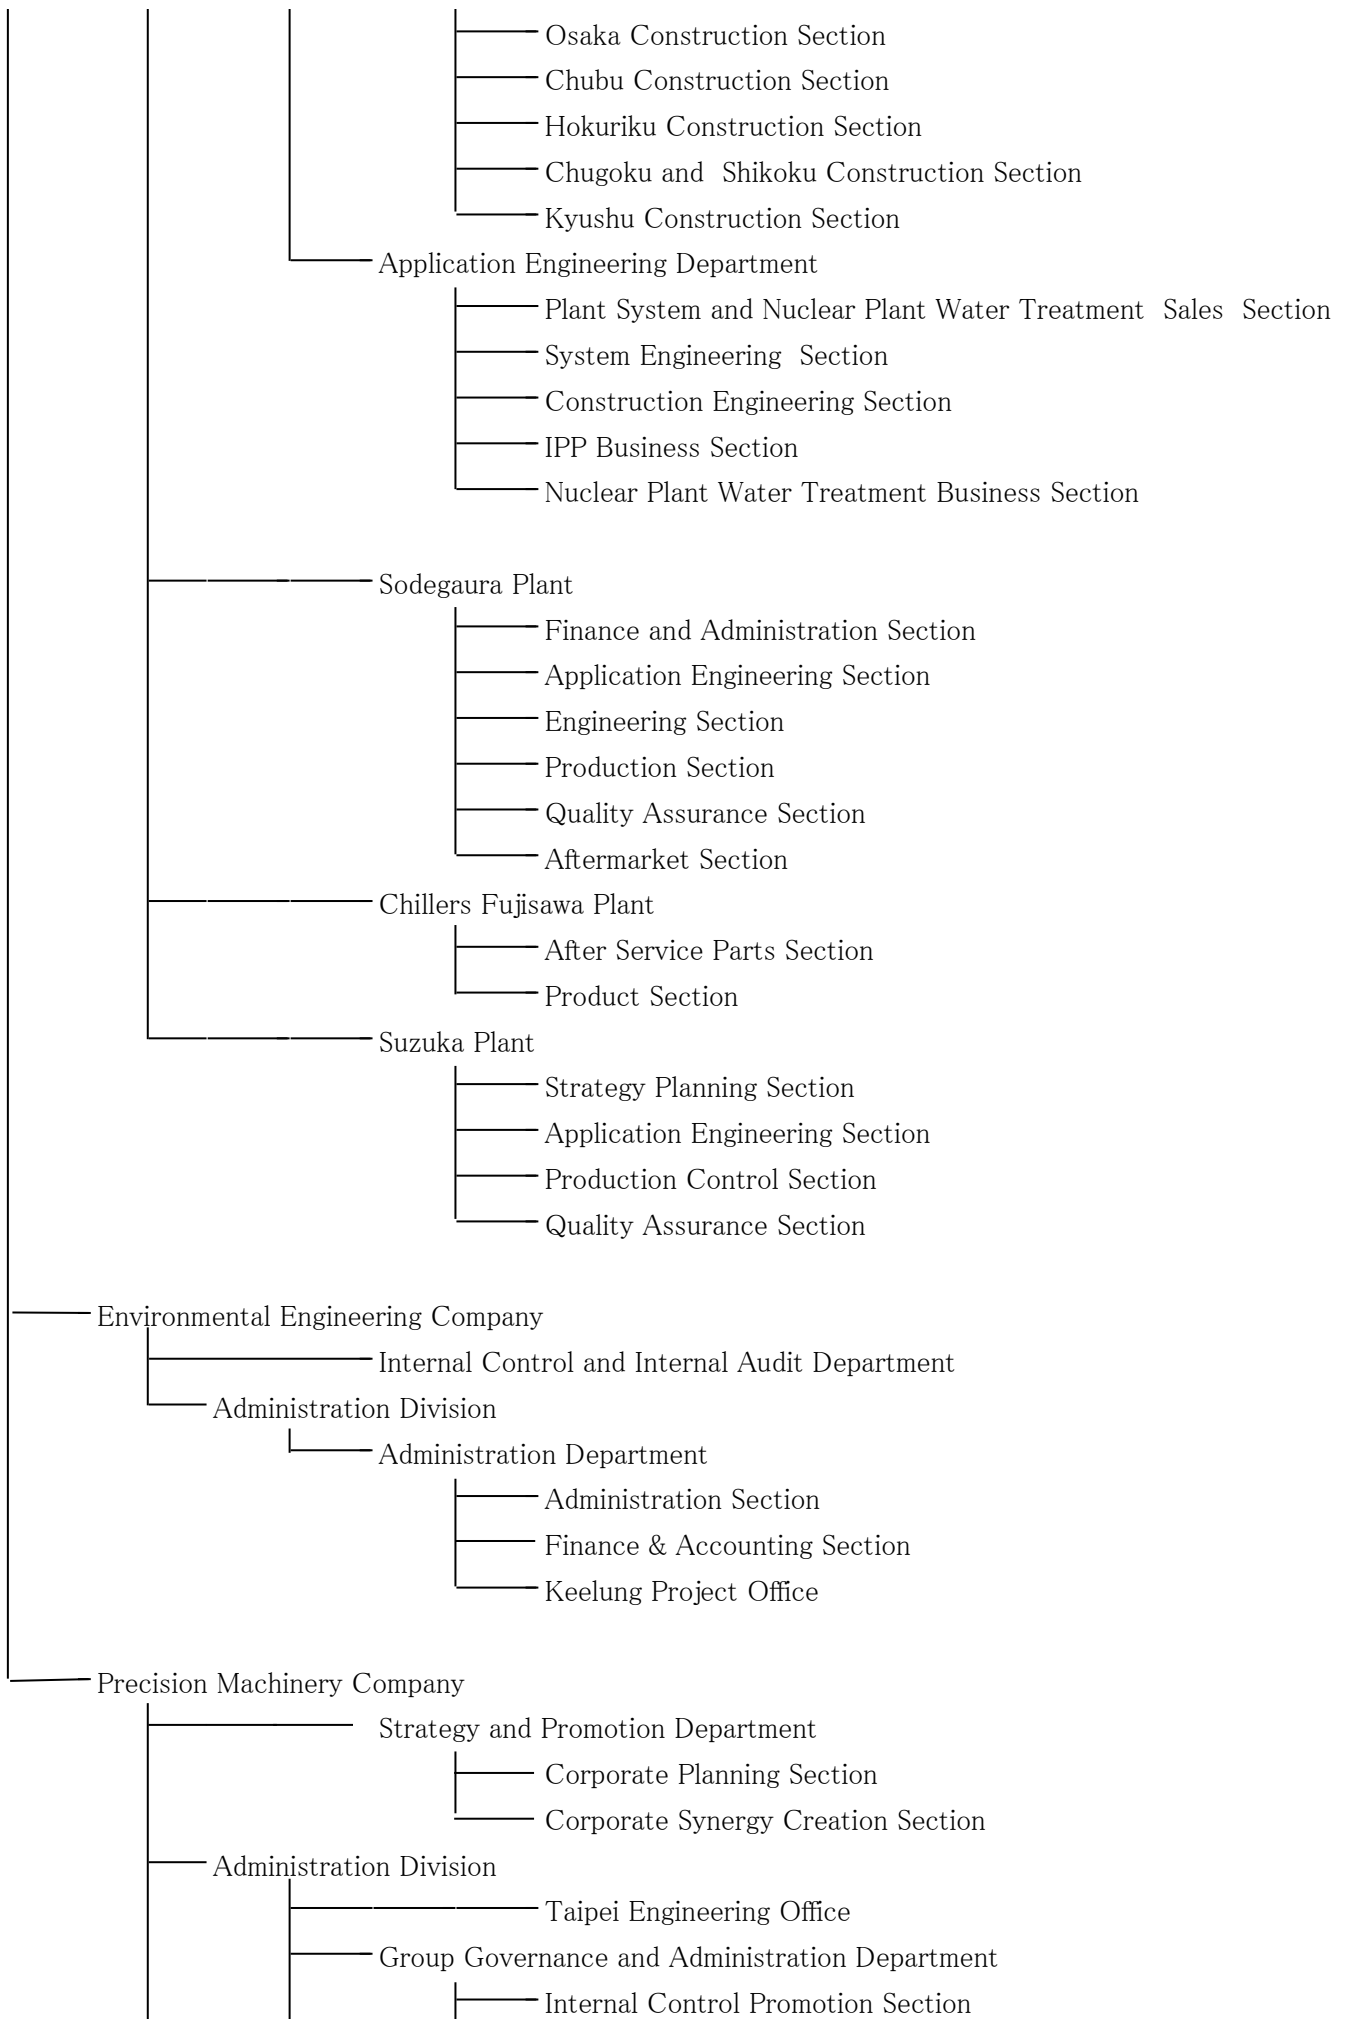 Osaka Construction Section
Chubu Construction Section
Hokuriku Construction Section
Chugoku and Shikoku Construction Section
Kyushu Construction Section
Application Engineering Department
Plant System and Nuclear Plant Water Treatment Sales Section
System Engineering Section
Construction Engineering Section
IPP Business Section
Nuclear Plant Water Treatment Business Section
Sodegaura Plant
Finance and Administration Section
Application Engineering Section
Engineering Section
Production Section
Quality Assurance Section
Aftermarket Section
Chillers Fujisawa Plant
After Service Parts Section
Product Section
Suzuka Plant
Strategy Planning Section
Application Engineering Section
Production Control Section
Quality Assurance Section
Environmental Engineering Company
Internal Control and Internal Audit Department
Administration Division
Administration Department
Administration Section
Finance & Accounting Section
Keelung Project Office
Precision Machinery Company
Strategy and Promotion Department
Corporate Planning Section
Corporate Synergy Creation Section
Administration Division
Taipei Engineering Office
Group Governance and Administration Department
Internal Control Promotion Section